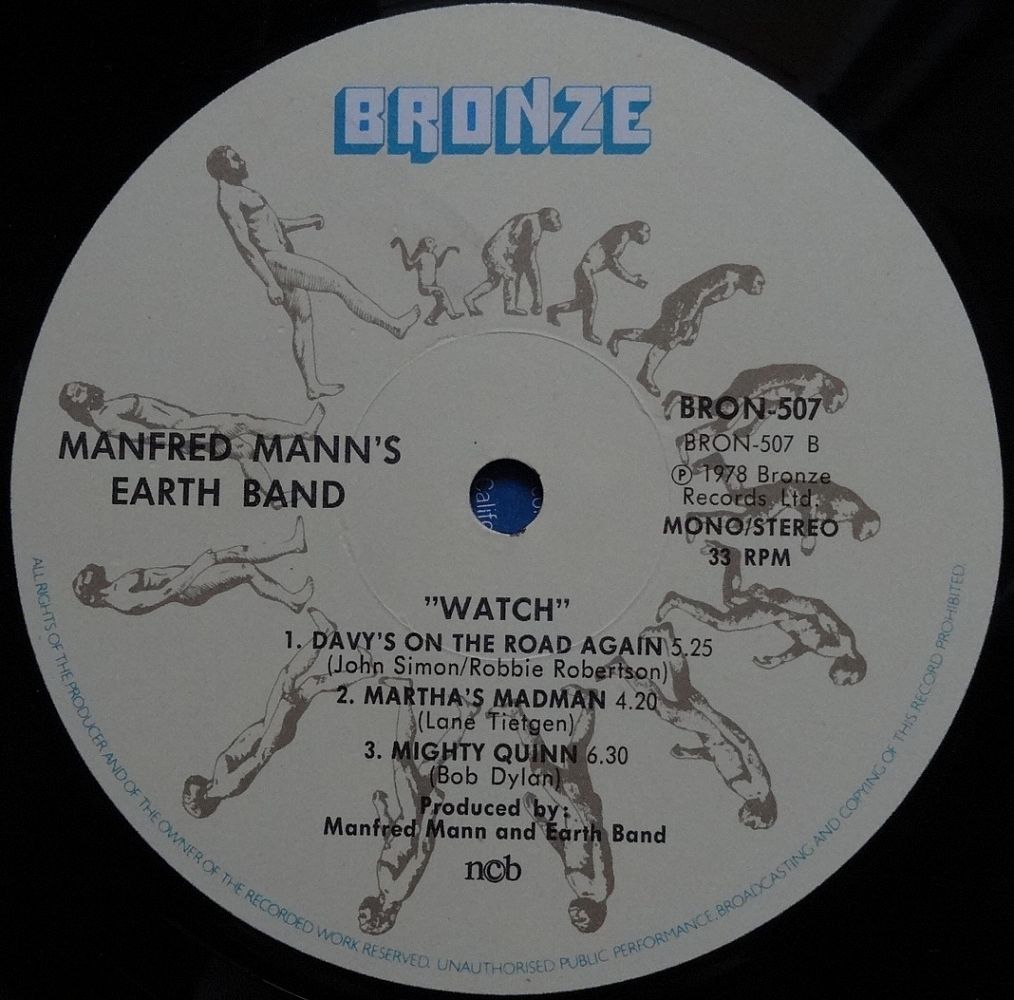 BRONZE
MANFRED MANN'S
EARTH BAND
BRON-507
BRON-507 B
Ⓟ 1978 Bronze
Records Ltd.
MONO/STEREO
33 RPM
"WATCH"
1. DAVY'S ON THE ROAD AGAIN 5.25
(John Simon/Robbie Robertson)
2. MARTHA'S MADMAN 4.20
(Lane Tietgen)
3. MIGHTY QUINN 6.30
(Bob Dylan)
Produced by:
Manfred Mann and Earth Band
ncb
ALL RIGHTS OF THE PRODUCER AND OF THE OWNER OF THE RECORDED WORK RESERVED. UNAUTHORISED PUBLIC PERFORMANCE, BROADCASTING AND COPYING OF THIS RECORD PROHIBITED.